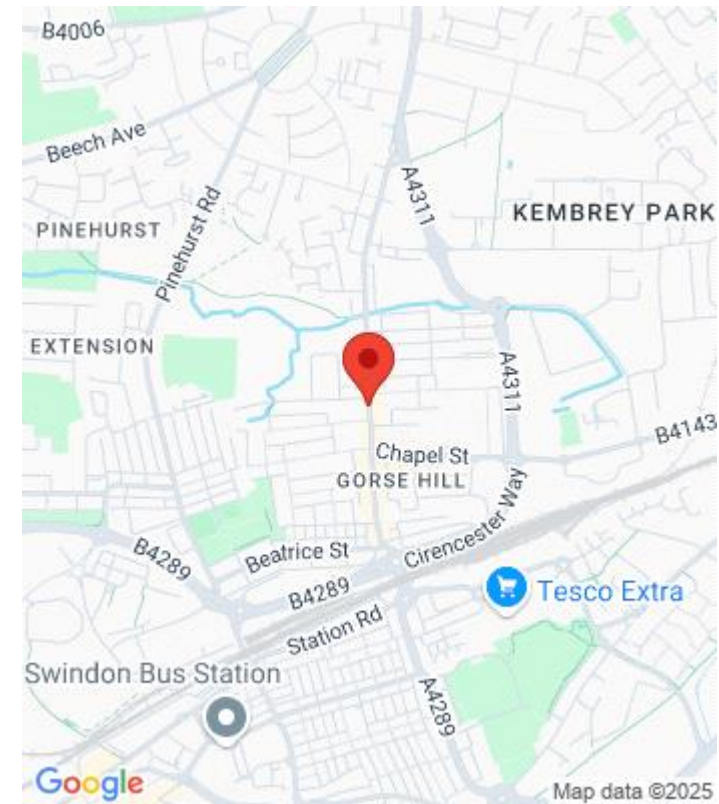 B4006
Beech Ave
A4311
KEMBREY PARK
Pinehurst Rd
PINEHURST
EXTENSION
A4311
B4143
Chapel St
GORSE HILL
Cirencester Way
Beatrice St
B4289
B4289
Tesco Extra
Station Rd
Swindon Bus Station
A4289
Google
Map data ©2025